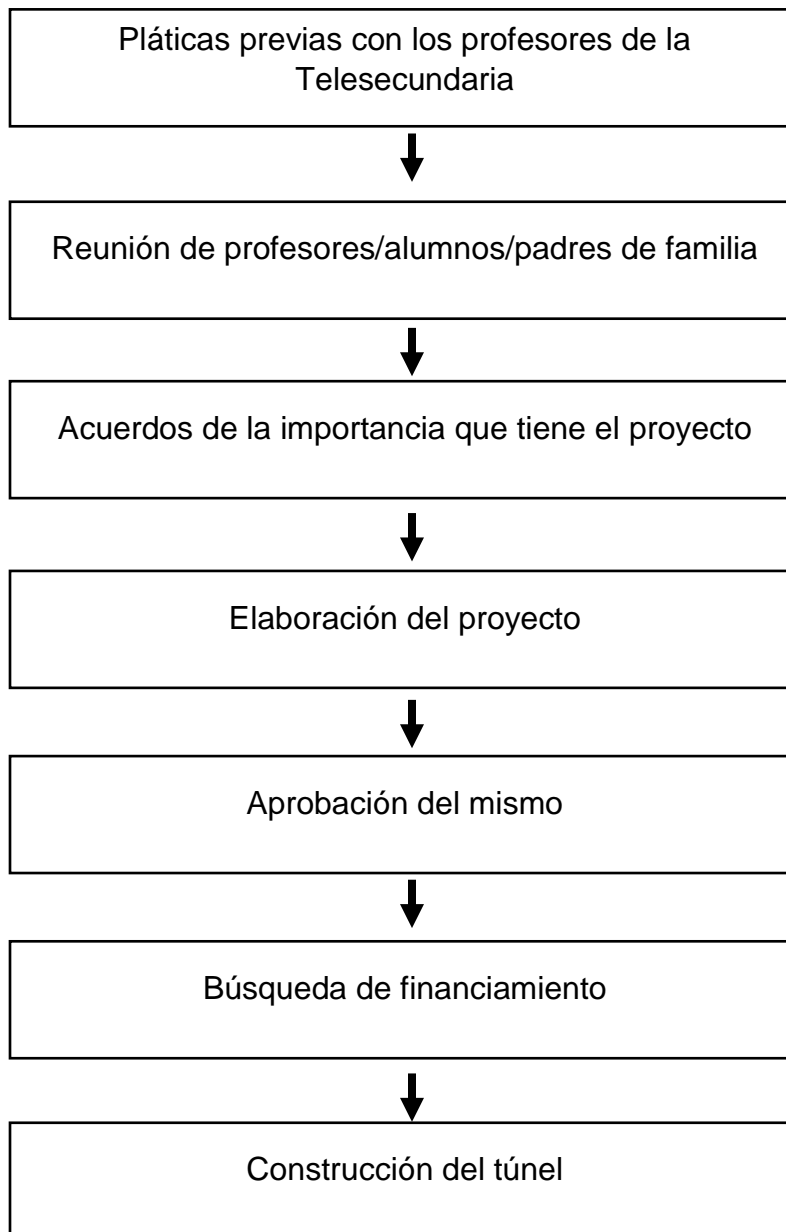 Pláticas previas con los profesores de la
Telesecundaria
Reunión de profesores/alumnos/padres de familia
Acuerdos de la importancia que tiene el proyecto
Elaboración del proyecto
Aprobación del mismo
Búsqueda de financiamiento
Construcción del túnel